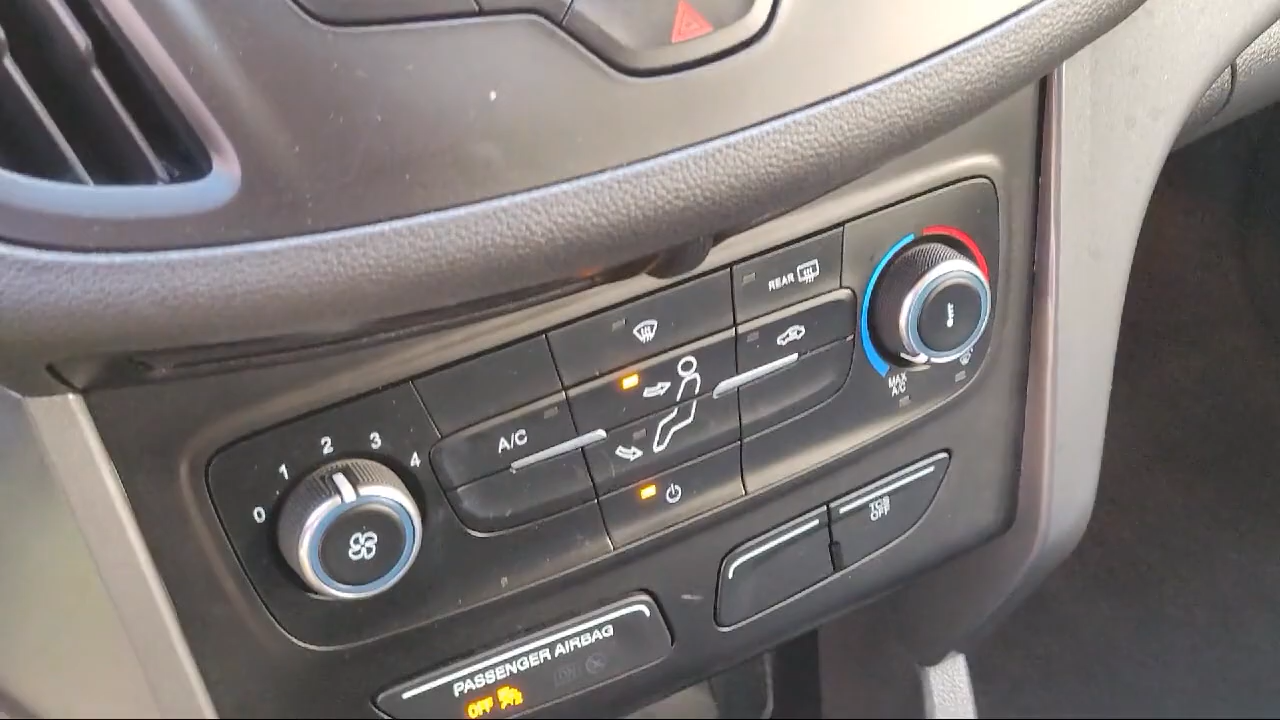 REAR
MAX
A/C
A/C
0
1
2
3
4
TCS
OFF
PASSENGER AIRBAG
OFF